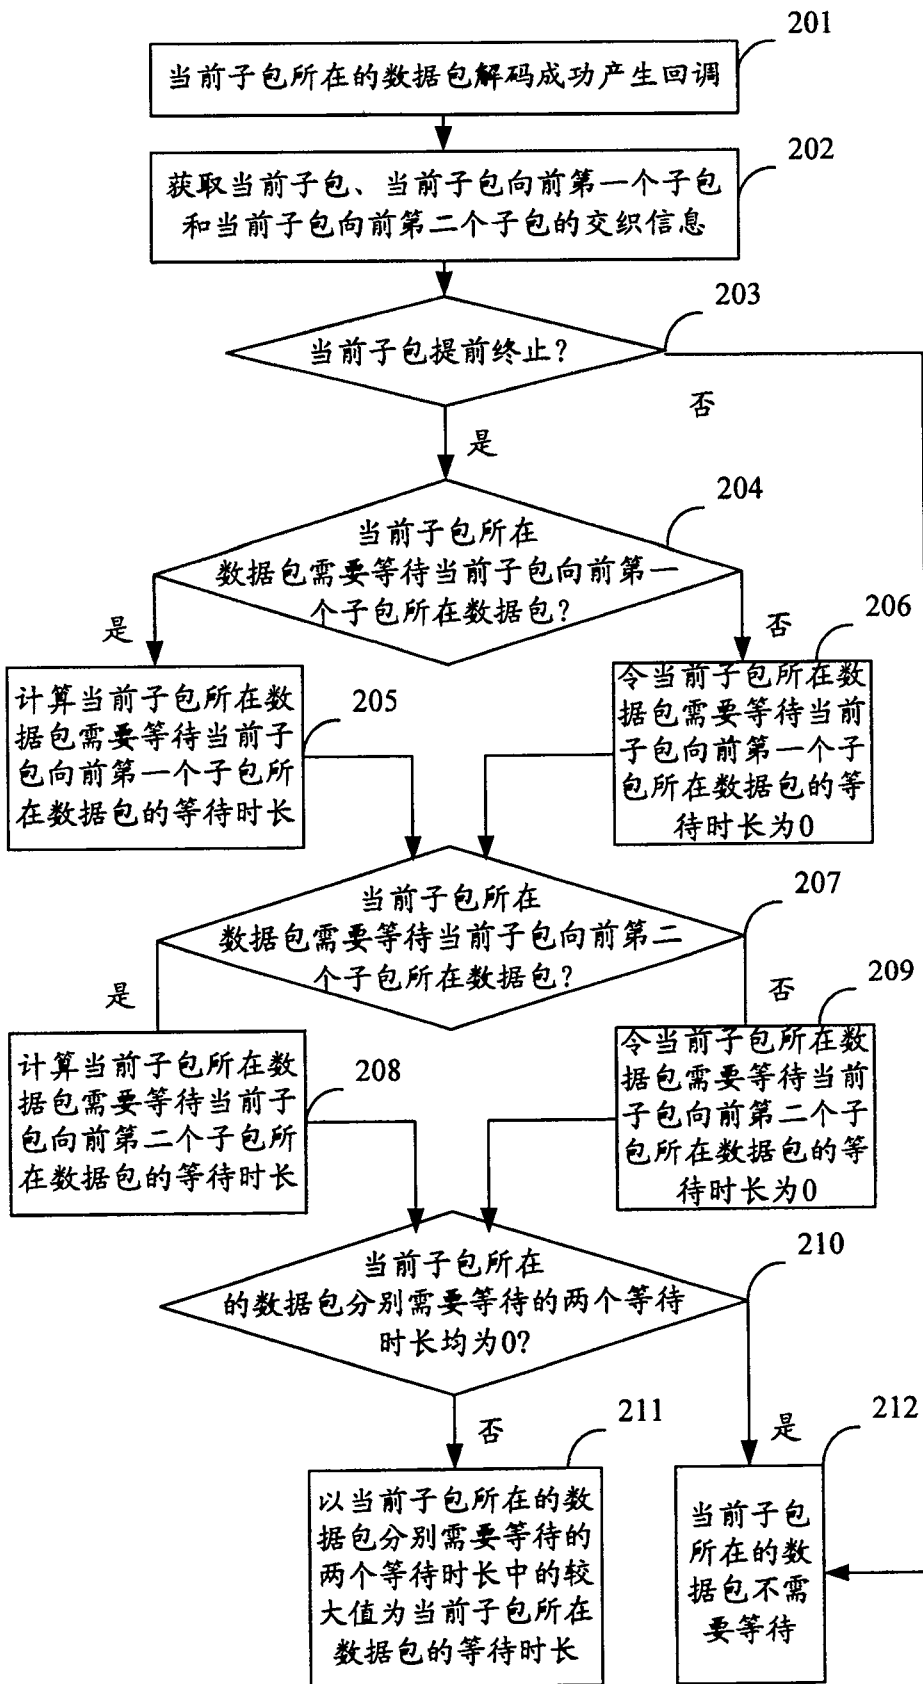 201
当前子包所在的数据包解码成功产生回调
202
获取当前子包、当前子包向前第一个子包
和当前子包向前第二个子包的交织信息
203
当前子包提前终止？
否
是
204
当前子包所在
数据包需要等待当前子包向前第一
个子包所在数据包？
是
否
206
计算当前子包所在数
据包需要等待当前子
包向前第一个子包所
在数据包的等待时长
205
令当前子包所在数
据包需要等待当前
子包向前第一个子
包所在数据包的等
待时长为0
207
当前子包所在
数据包需要等待当前子包向前第二
个子包所在数据包？
是
否
209
计算当前子包所在数
据包需要等待当前子
包向前第二个子包所
在数据包的等待时长
208
令当前子包所在数
据包需要等待当前
子包向前第二个子
包所在数据包的等
待时长为0
210
当前子包所在
的数据包分别需要等待的两个等待
时长均为0？
否
211
是
212
以当前子包所在的数
据包分别需要等待的
两个等待时长中的较
大值为当前子包所在
数据包的等待时长
当前子包
所在的数
据包不需
要等待